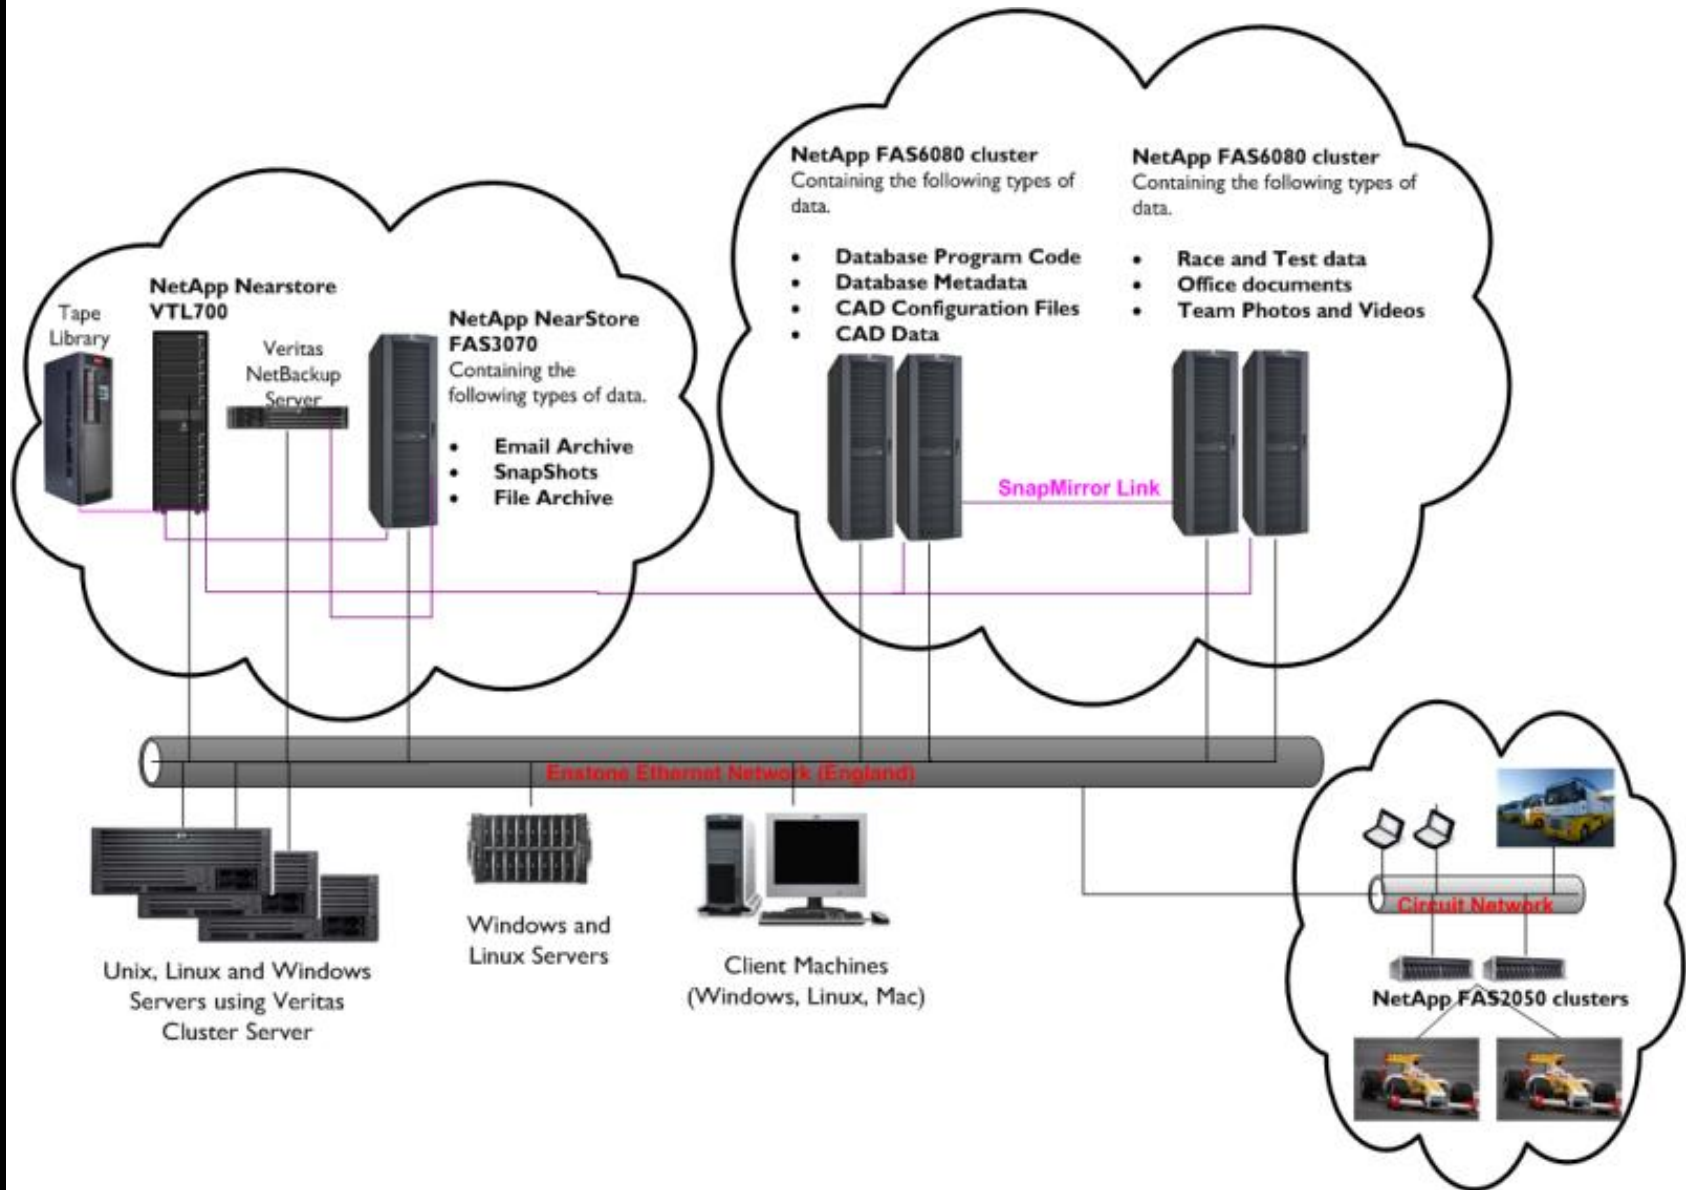 NetApp FAS6080 cluster
Containing the following types of
data.
• Database Program Code
• Database Metadata
• CAD Configuration Files
• CAD Data
NetApp FAS6080 cluster
Containing the following types of
data.
• Race and Test data
• Office documents
• Team Photos and Videos
SnapMirror Link
Tape
Library
NetApp Nearstore
VTL700
Veritas
NetBackup
Server
NetApp NearStore
FAS3070
Containing the
following types of data.
• Email Archive
• SnapShots
• File Archive
Enstone Ethernet Network (England)
Unix, Linux and Windows
Servers using Veritas
Cluster Server
Windows and
Linux Servers
Client Machines
(Windows, Linux, Mac)
Circuit Network
NetApp FAS2050 clusters